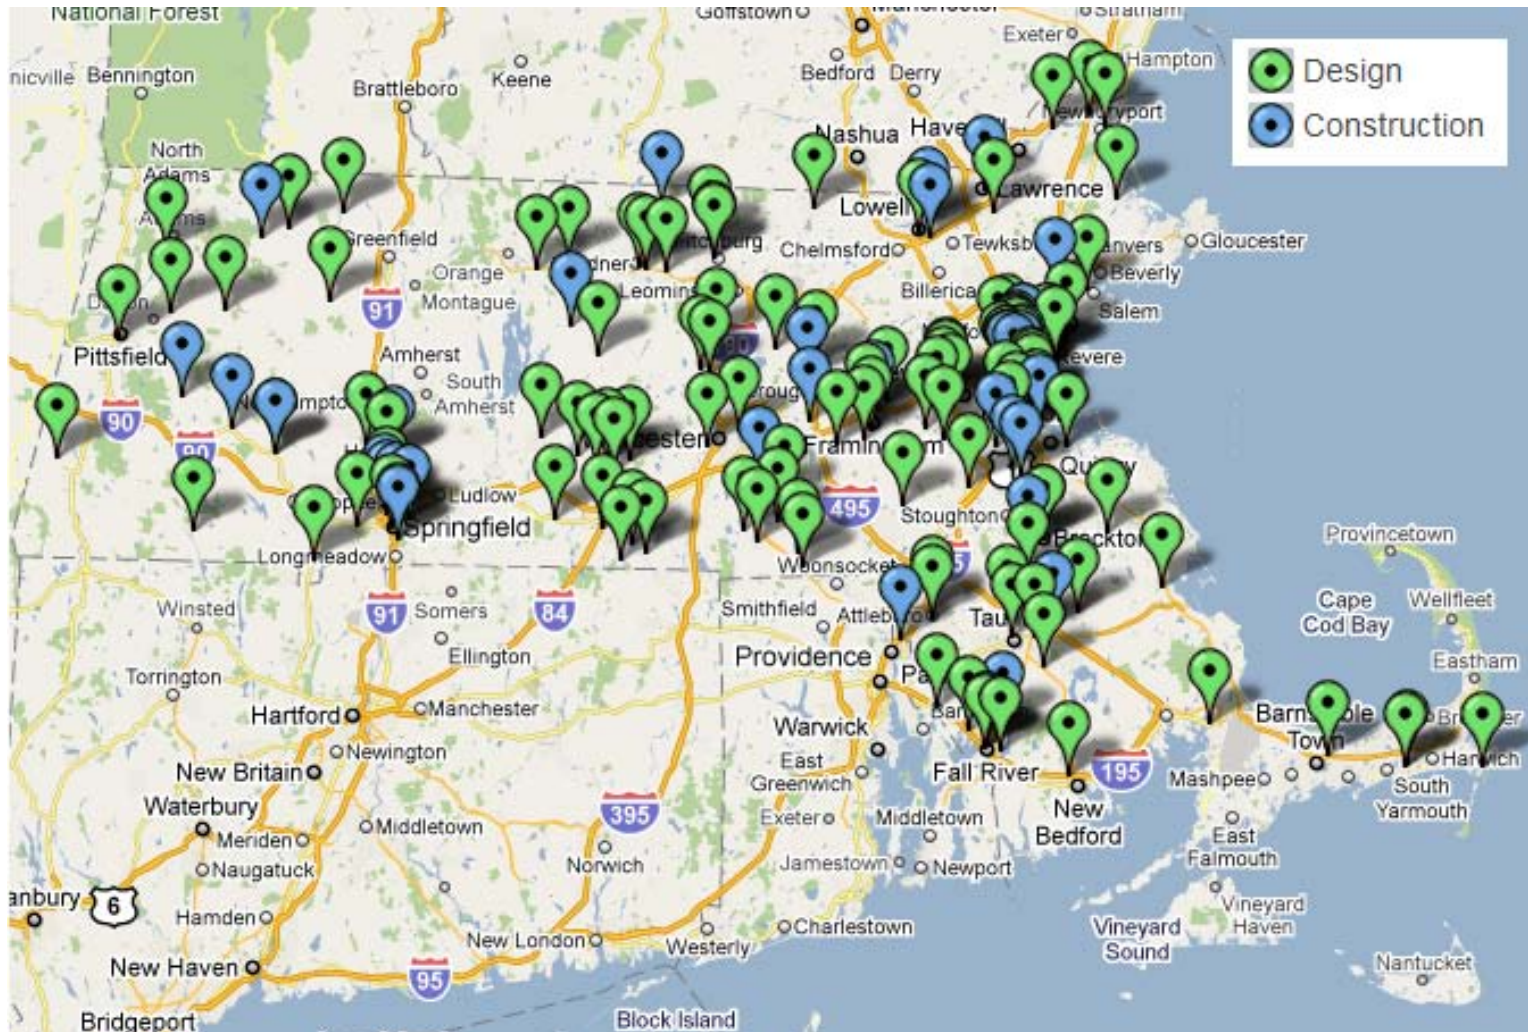 National Forest
Goffstown
Stratham
Exeter
Bennington
Keene
Bedford
Derry
Hampton
Design
Brattleboro
Construction
North
Adams
Nashua
Lawrence
Lowell
Greenfield
Chelmsford
Gloucester
Orange
Beverly
Montague
Billerica
91
Salem
Pittsfield
Amherst
South
Amherst
90
90
Framingham
Quincy
Ludlow
495
Springfield
Stoughton
Longmeadow
Provincetown
Woonsocket
Winsted
91
Somers
84
Smithfield
Cape
Cod Bay
Wellfleet
Ellington
Providence
Eastham
Torrington
Hartford
Manchester
Warwick
Newington
East
Greenwich
Fall River
195
Town
Harwich
New Britain
Mashpee
South
Yarmouth
Waterbury
395
Middletown
Exeter
Middletown
New
Bedford
East
Falmouth
Meriden
Norwich
Naugatuck
Jamestown
Newport
6
Hamden
New London
Westerly
Charlestown
Vineyard
Sound
Vineyard
Haven
New Haven
95
Nantucket
Bridgeport
Block Island